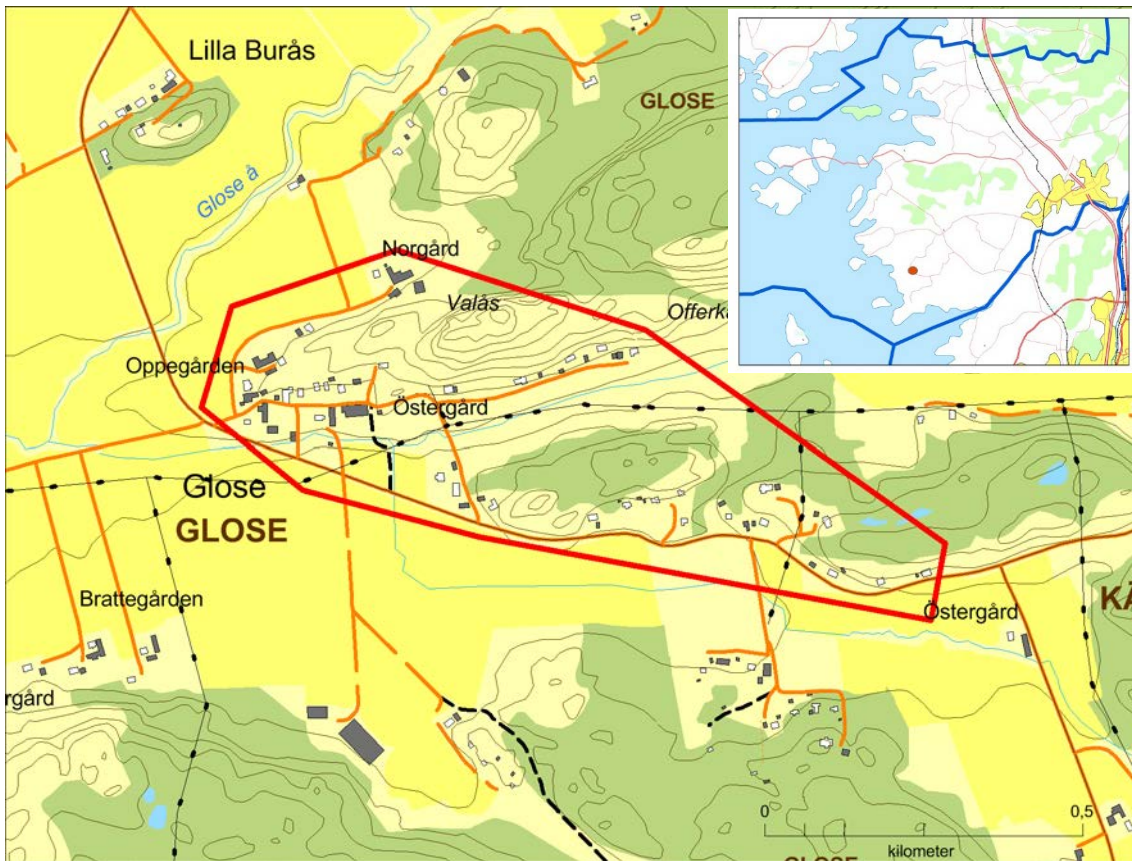 Lilla Burås
GLOSE
Glose å
Norgård
Valås
Offerka
Oppegården
Östergård
Glose
GLOSE
Brattegården
Östergård
KÄ
rgård
0
0,5
kilometer
GLOSE